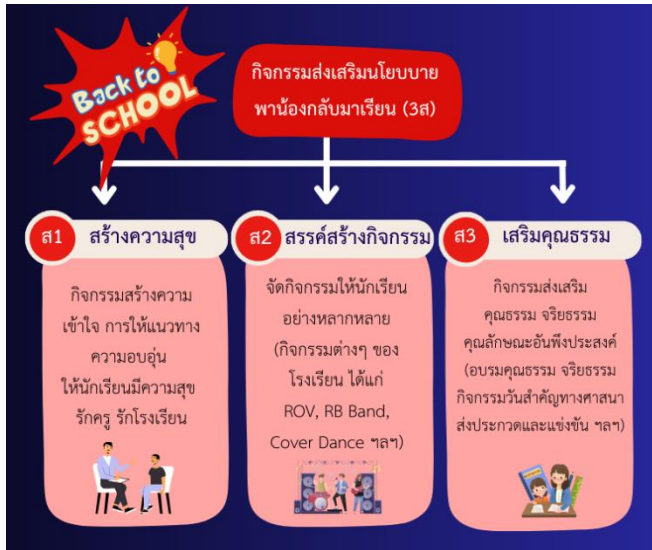 Back to
SCHOOL
กิจกรรมส่งเสริมนโยบบาย
พาน้องกลับมาเรียน (3ส)
ส1 สร้างความสุข
กิจกรรมสร้างความ
เข้าใจ การให้แนวทาง
ความอบอุ่น
ให้นักเรียนมีความสุข
รักครู รักโรงเรียน
ส2 สรรค์สร้างกิจกรรม
จัดกิจกรรมให้นักเรียน
อย่างหลากหลาย
(กิจกรรมต่างๆ ของ
โรงเรียน ได้แก่
ROV, RB Band,
Cover Dance ฯลฯ)
ส3 เสริมคุณธรรม
กิจกรรมส่งเสริม
คุณธรรม จริยธรรม
คุณลักษณะอันพึงประสงค์
(อบรมคุณธรรม จริยธรรม
กิจกรรมวันสำคัญทางศาสนา
ส่งประกวดและแข่งขัน ฯลฯ)